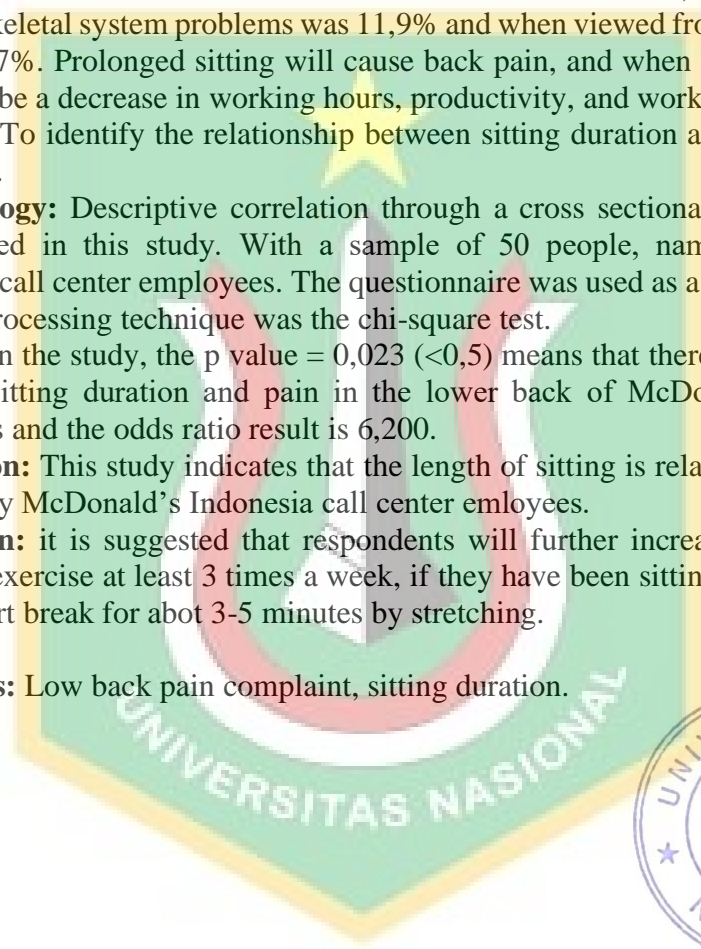 keletal system problems was 11,9% and when viewed fro
7%. Prolonged sitting will cause back pain, and when
be a decrease in working hours, productivity, and work
To identify the relationship between sitting duration a
ogy: Descriptive correlation through a cross sectiona
ed in this study. With a sample of 50 people, nam
call center employees. The questionnaire was used as a
rocessing technique was the chi-square test.
n the study, the p value = 0,023 (<0,5) means that there
itting duration and pain in the lower back of McDo
s and the odds ratio result is 6,200.
on: This study indicates that the length of sitting is rela
y McDonald’s Indonesia call center emloyees.
n: it is suggested that respondents will further increa
exercise at least 3 times a week, if they have been sittin
rt break for abot 3-5 minutes by stretching.
s: Low back pain complaint, sitting duration.
UNIVERSITAS NASIONAL
UNI